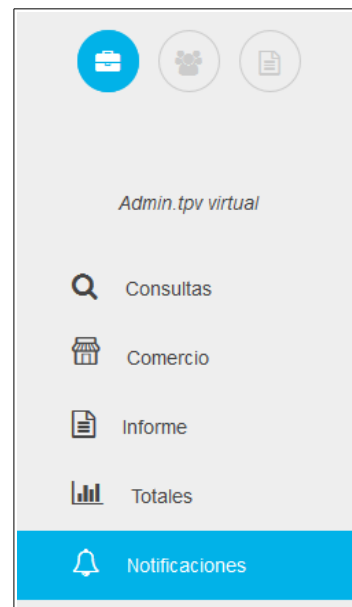 Admin.tpv virtual
Consultas
Comercio
Informe
Totales
Notificaciones